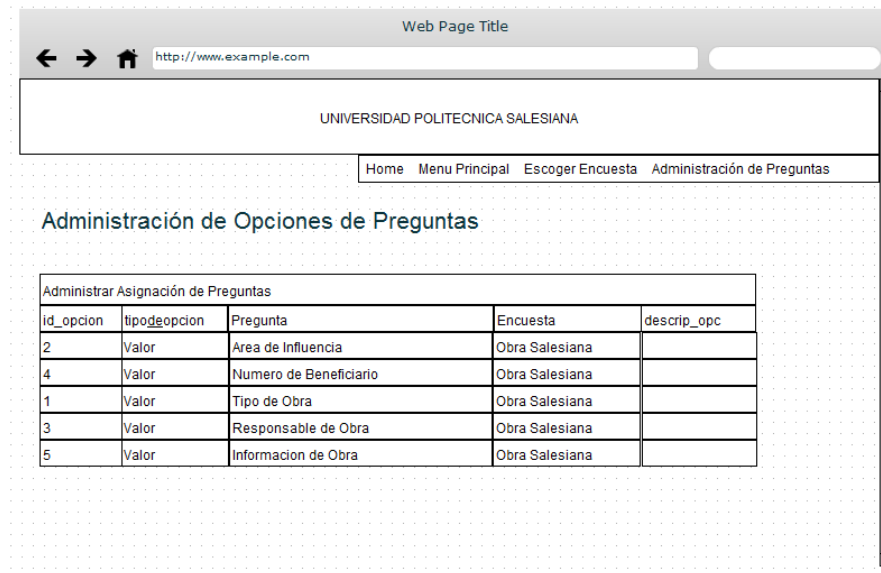 Web Page Title
http://www.example.com
UNIVERSIDAD POLITECNICA SALESIANA
Home Menu Principal Escoger Encuesta Administración de Preguntas
Administración de Opciones de Preguntas
Administrar Asignación de Preguntas
id_opcion tipodeopcion Pregunta Encuesta descrip_opc
2 Valor Area de Influencia Obra Salesiana
4 Valor Numero de Beneficiario Obra Salesiana
1 Valor Tipo de Obra Obra Salesiana
3 Valor Responsable de Obra Obra Salesiana
5 Valor Informacion de Obra Obra Salesiana